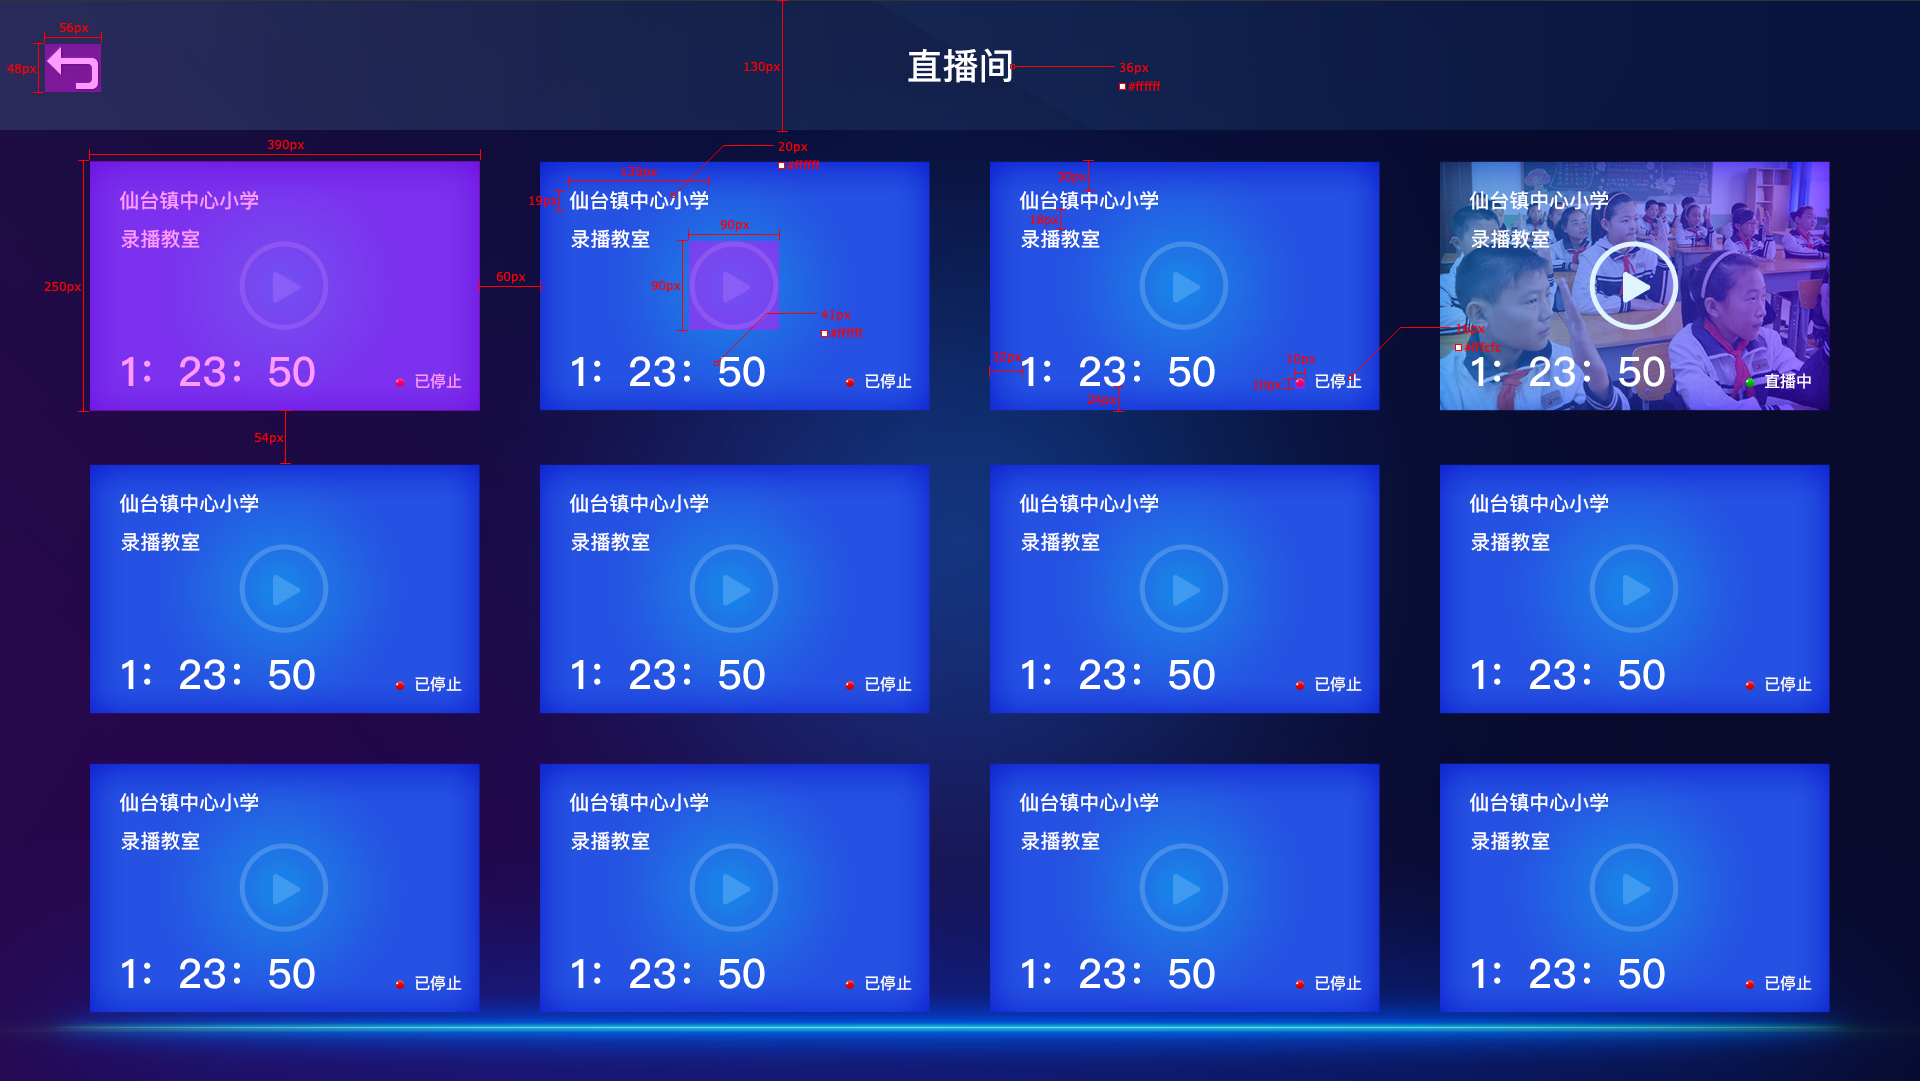 56px
48px
130px
直播间
36px
#ffffff
390px
20px
#ffffff
仙台镇中心小学
录播教室
250px
1: 23: 50
已停止
60px
54px
139px
19px
仙台镇中心小学
录播教室
90px
90px
41px
#ffffff
1: 23: 50
已停止
30px
仙台镇中心小学
18px
录播教室
32px
1: 23: 50
24px
10px
10px
已停止
仙台镇中心小学
录播教室
16px
#fffcfc
1: 23: 50
直播中
仙台镇中心小学
录播教室
1: 23: 50
已停止
仙台镇中心小学
录播教室
1: 23: 50
已停止
仙台镇中心小学
录播教室
1: 23: 50
已停止
仙台镇中心小学
录播教室
1: 23: 50
已停止
仙台镇中心小学
录播教室
1: 23: 50
已停止
仙台镇中心小学
录播教室
1: 23: 50
已停止
仙台镇中心小学
录播教室
1: 23: 50
已停止
仙台镇中心小学
录播教室
1: 23: 50
已停止